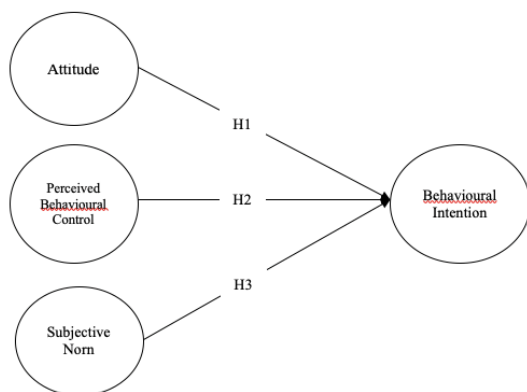 Attitude
H1
Perceived
Behavioural
Control
H2
Behavioural
Intention
H3
Subjective
Norn